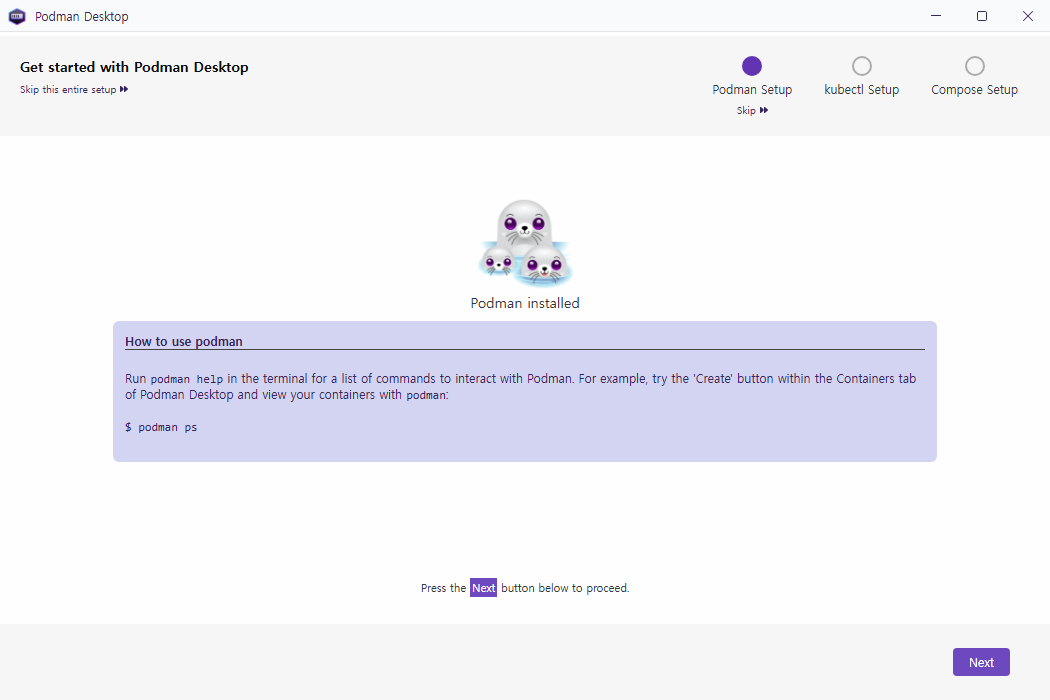 Podman Desktop
Get started with Podman Desktop
Skip this entire setup
Podman Setup
Skip
kubectl Setup
Compose Setup
Podman installed
How to use podman
Run podman help in the terminal for a list of commands to interact with Podman. For example, try the 'Create' button within the Containers tab
of Podman Desktop and view your containers with podman:
$ podman ps
Press the Next button below to proceed.
Next